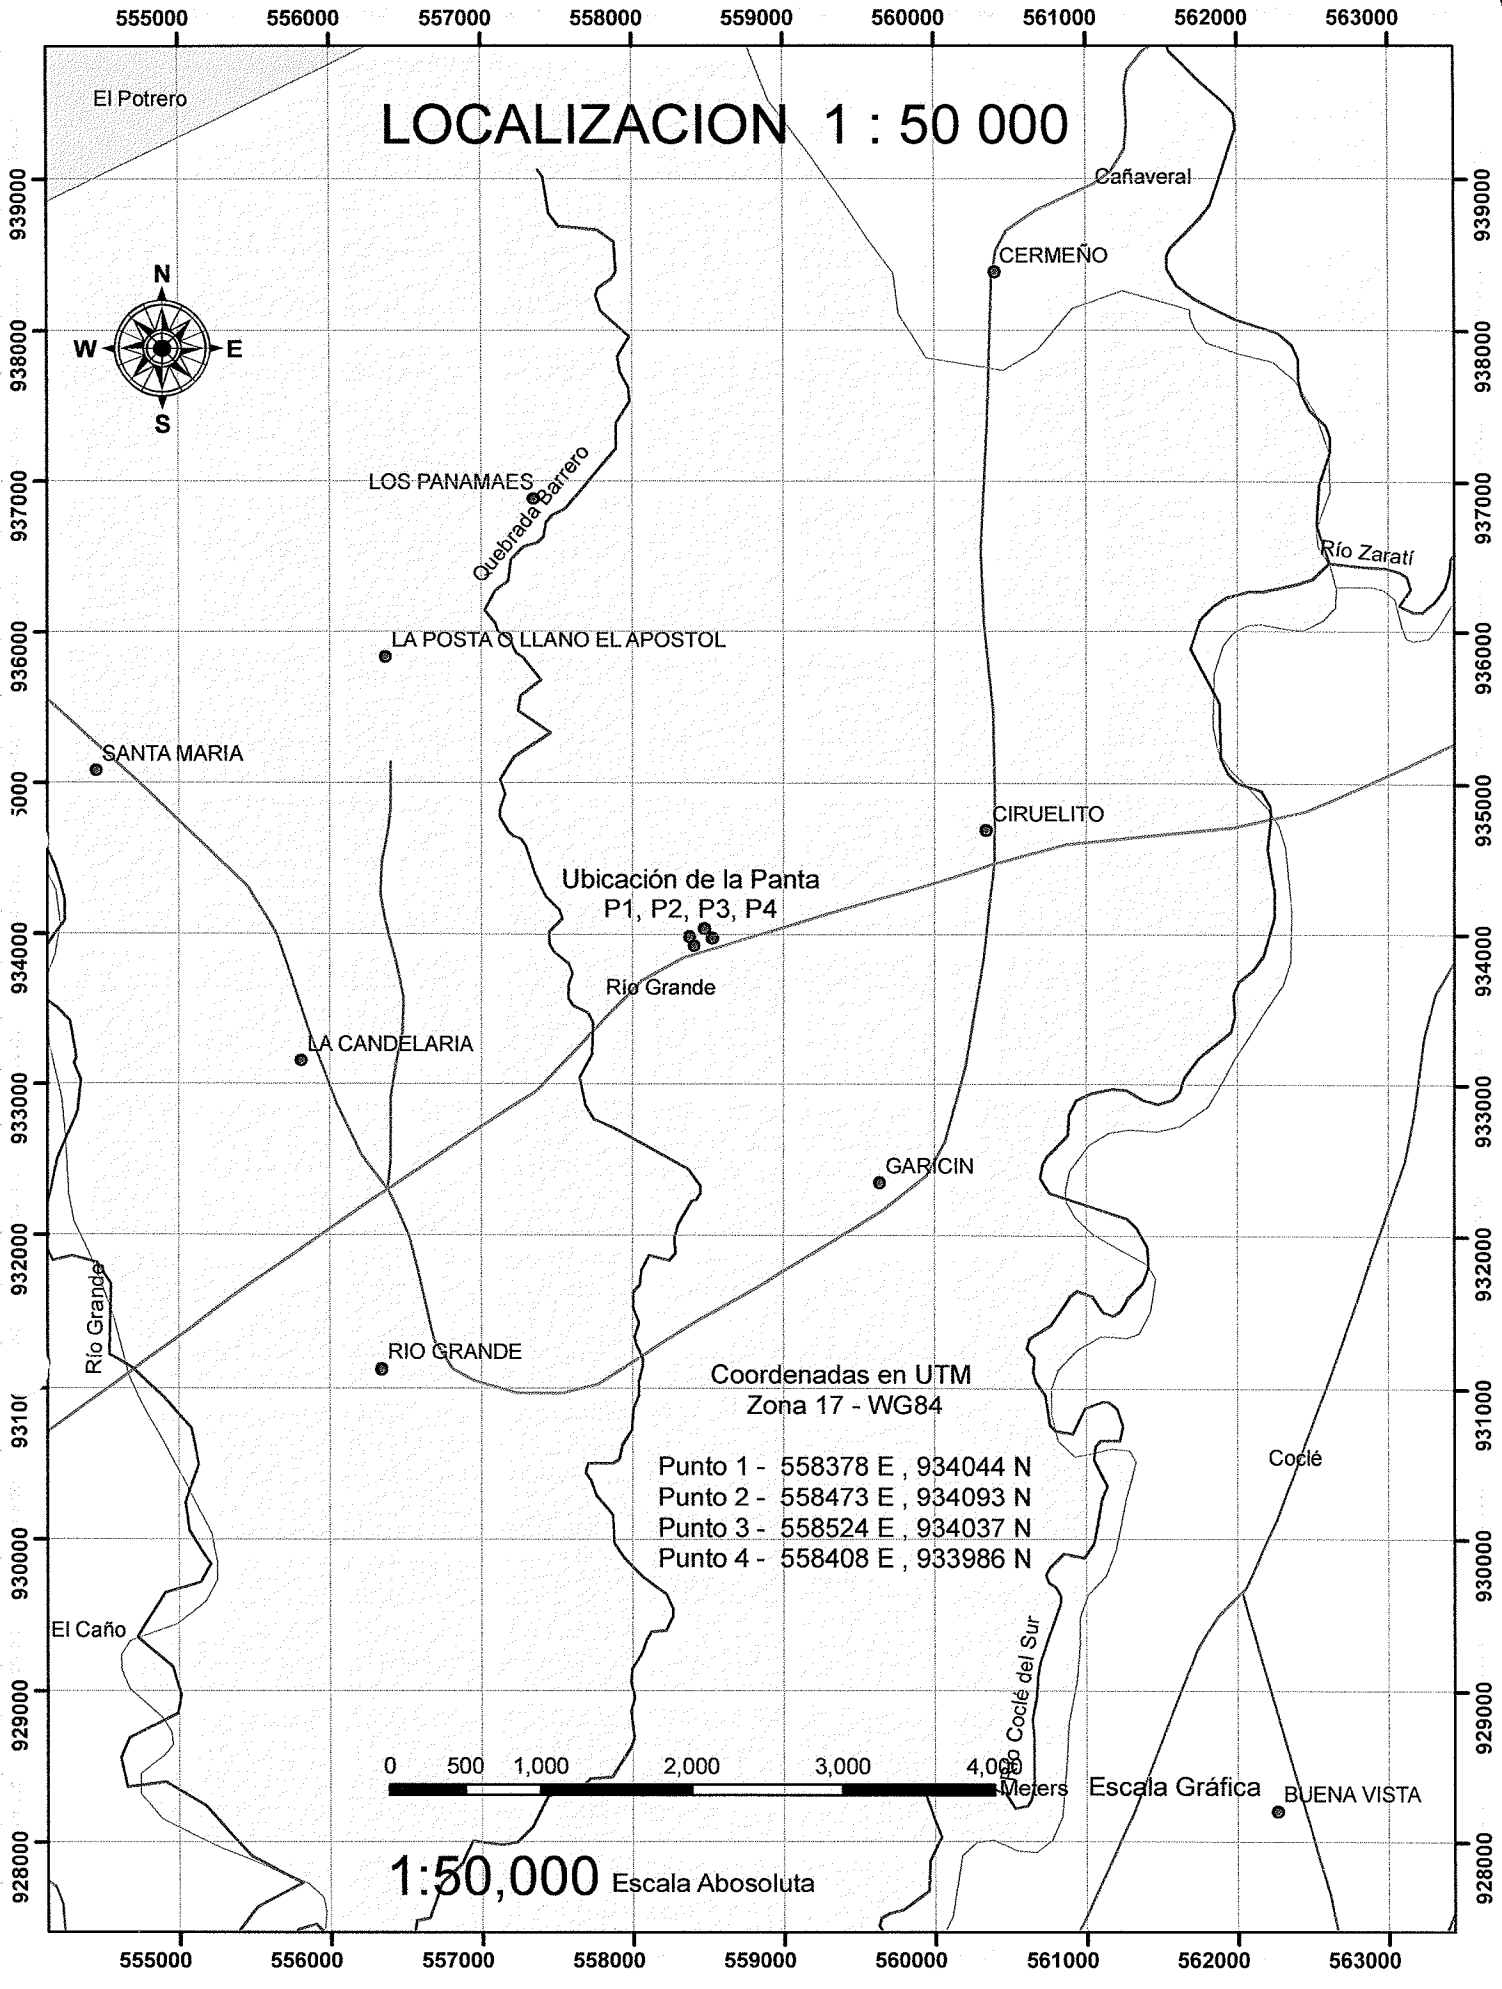 555000 556000 557000 558000 559000 560000 561000 562000 563000
El Potrero
LOCALIZACION 1 : 50 000
Cañaveral
939000 939000
CERMEÑO
N
W E
S
938000 938000
LOS PANAMAES
Quebrada Barrero
937000 937000
Río Zaratí
LA POSTA O LLANO EL APOSTOL
936000 936000
SANTA MARIA
5000 935000
CIRUELITO
Ubicación de la Panta
P1, P2, P3, P4
934000 934000
Río Grande
LA CANDELARIA
933000 933000
GARICIN
932000 932000
Río Grande
RIO GRANDE
Coordenadas en UTM
Zona 17 - WG84
9310 931000
Coclé
Punto 1 - 558378 E , 934044 N
Punto 2 - 558473 E , 934093 N
Punto 3 - 558524 E , 934037 N
Punto 4 - 558408 E , 933986 N
930000 930000
El Caño
Río Coclé del Sur
929000 929000
0 500 1,000 2,000 3,000 4,000
Meters Escala Gráfica
BUENA VISTA
928000 928000
1:50,000 Escala Abosoluta
555000 556000 557000 558000 559000 560000 561000 562000 563000